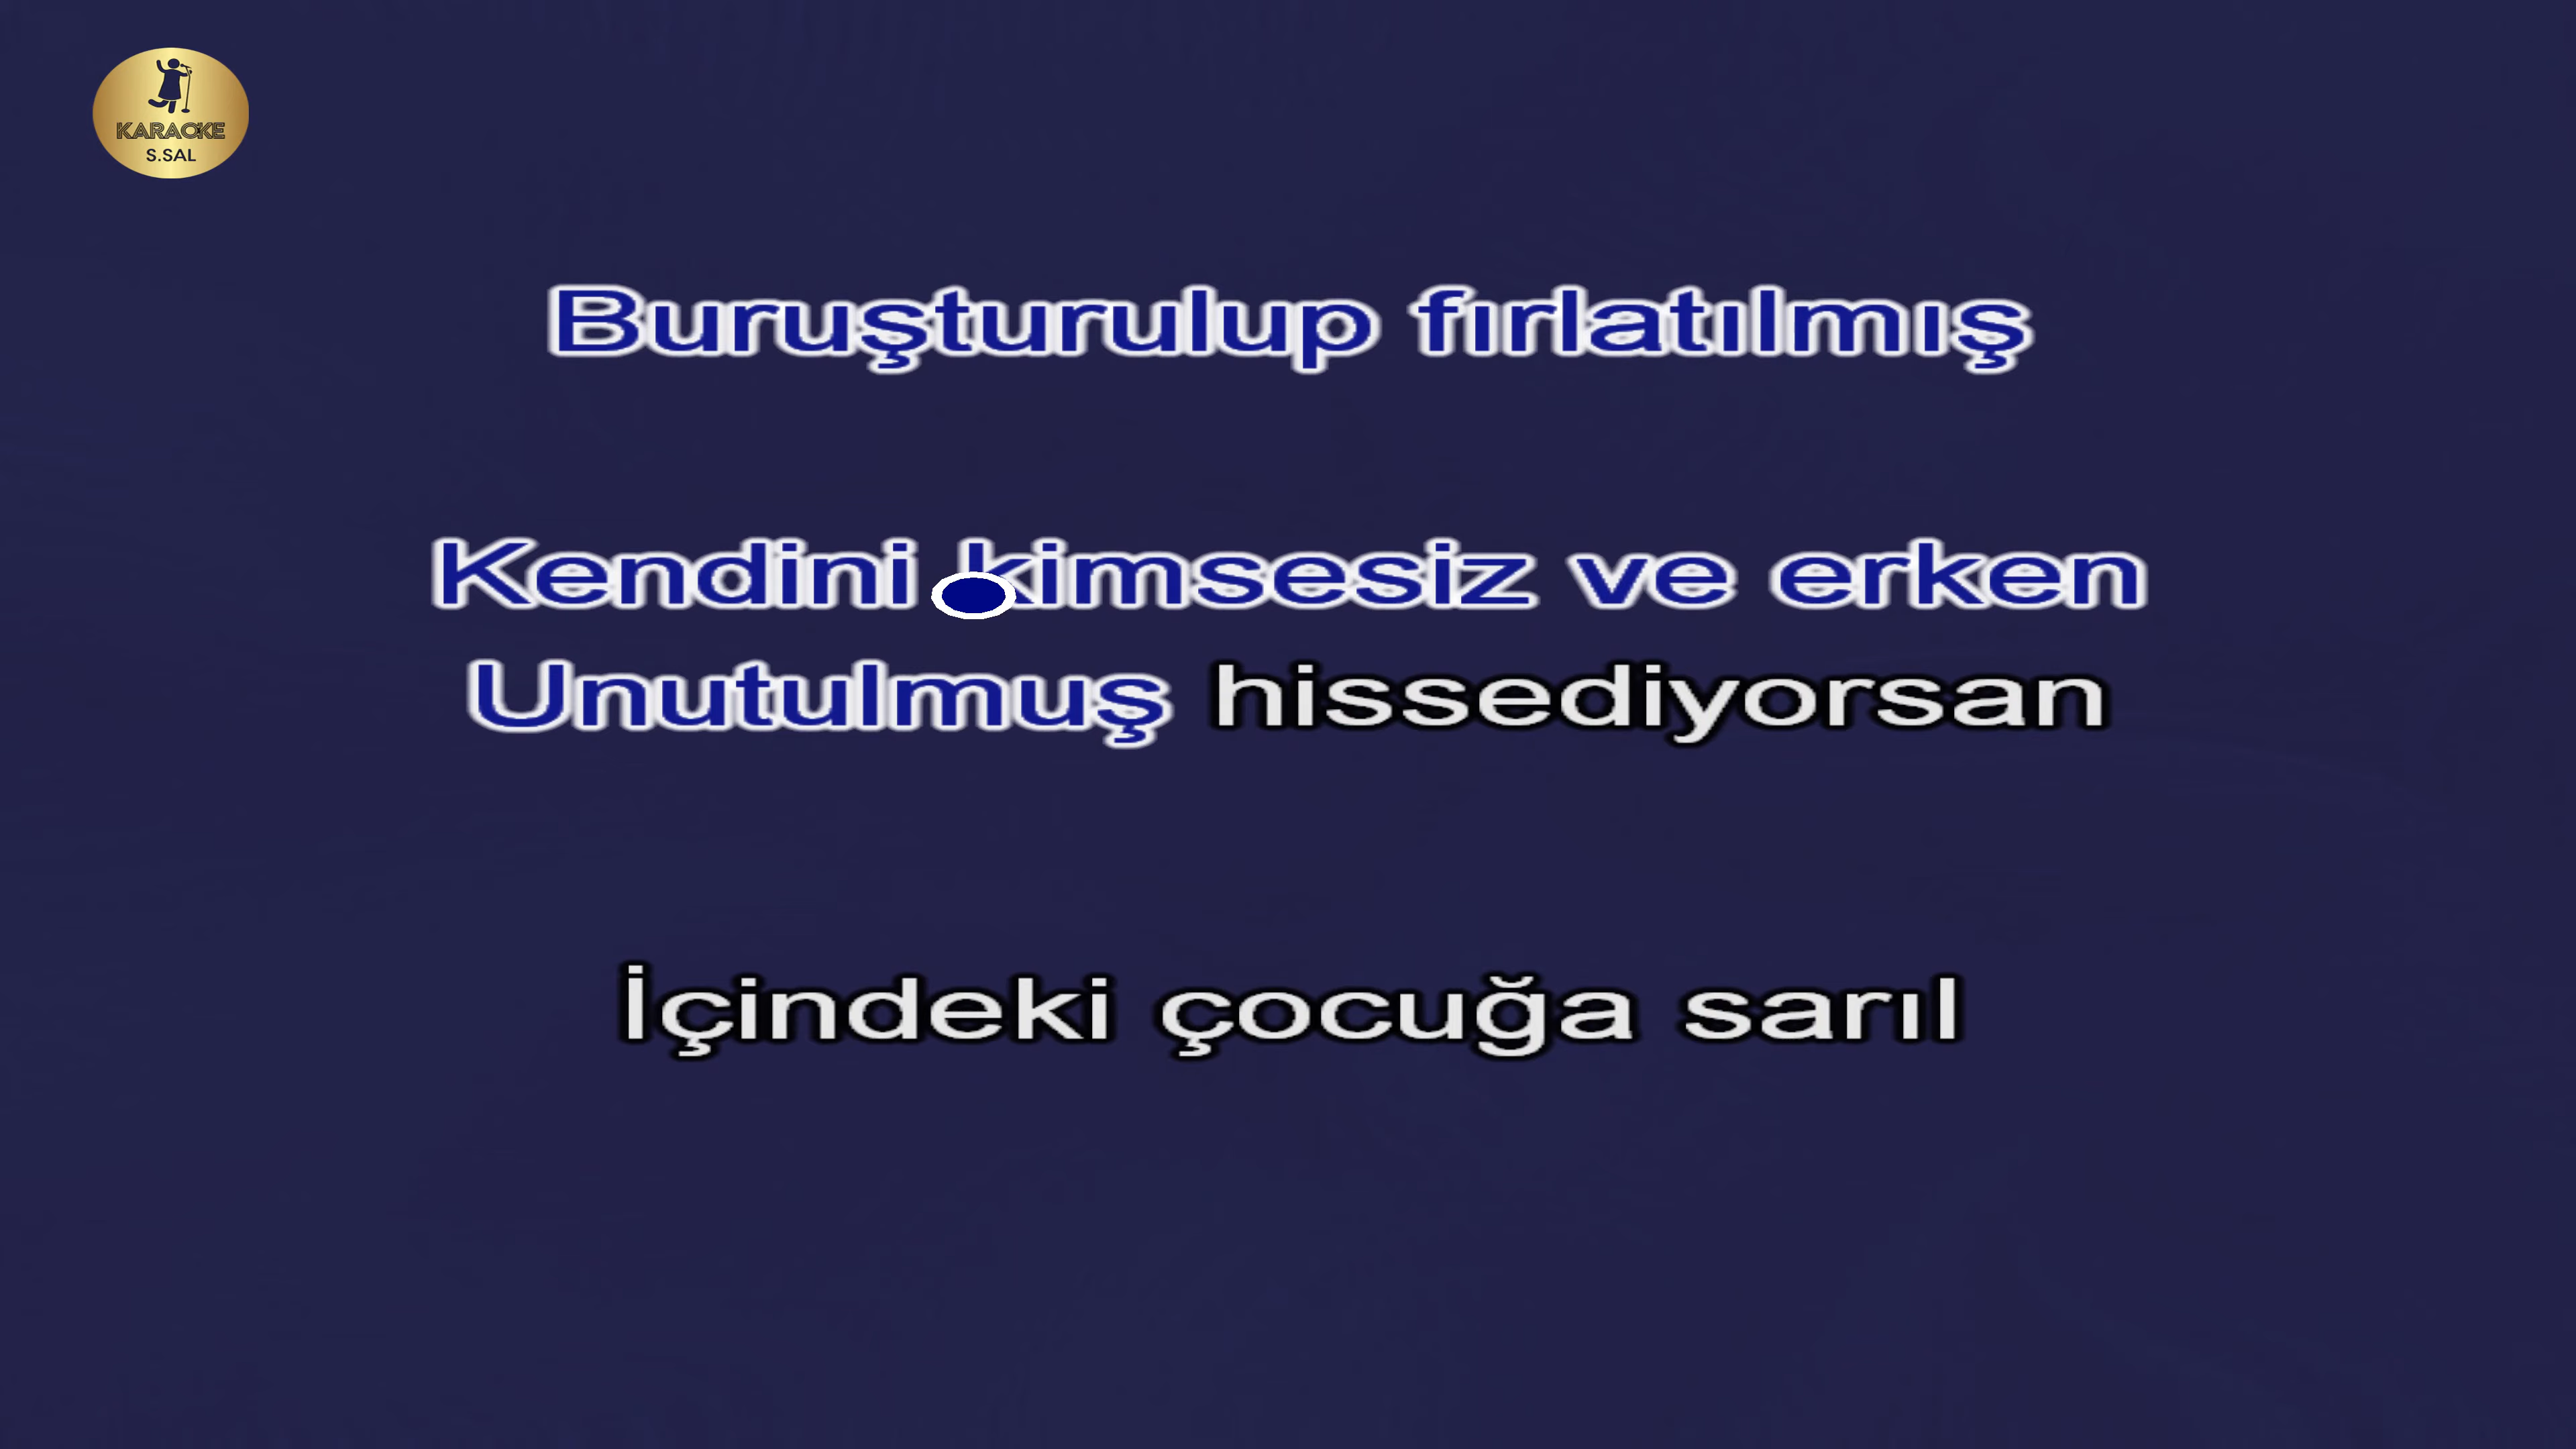 KARAOKE
S.SAL
Buruşturulup fırlatılmış
Kendini kimsesiz ve erken
Unutulmuş hissediyorsan
İçindeki çocuğa sarıl